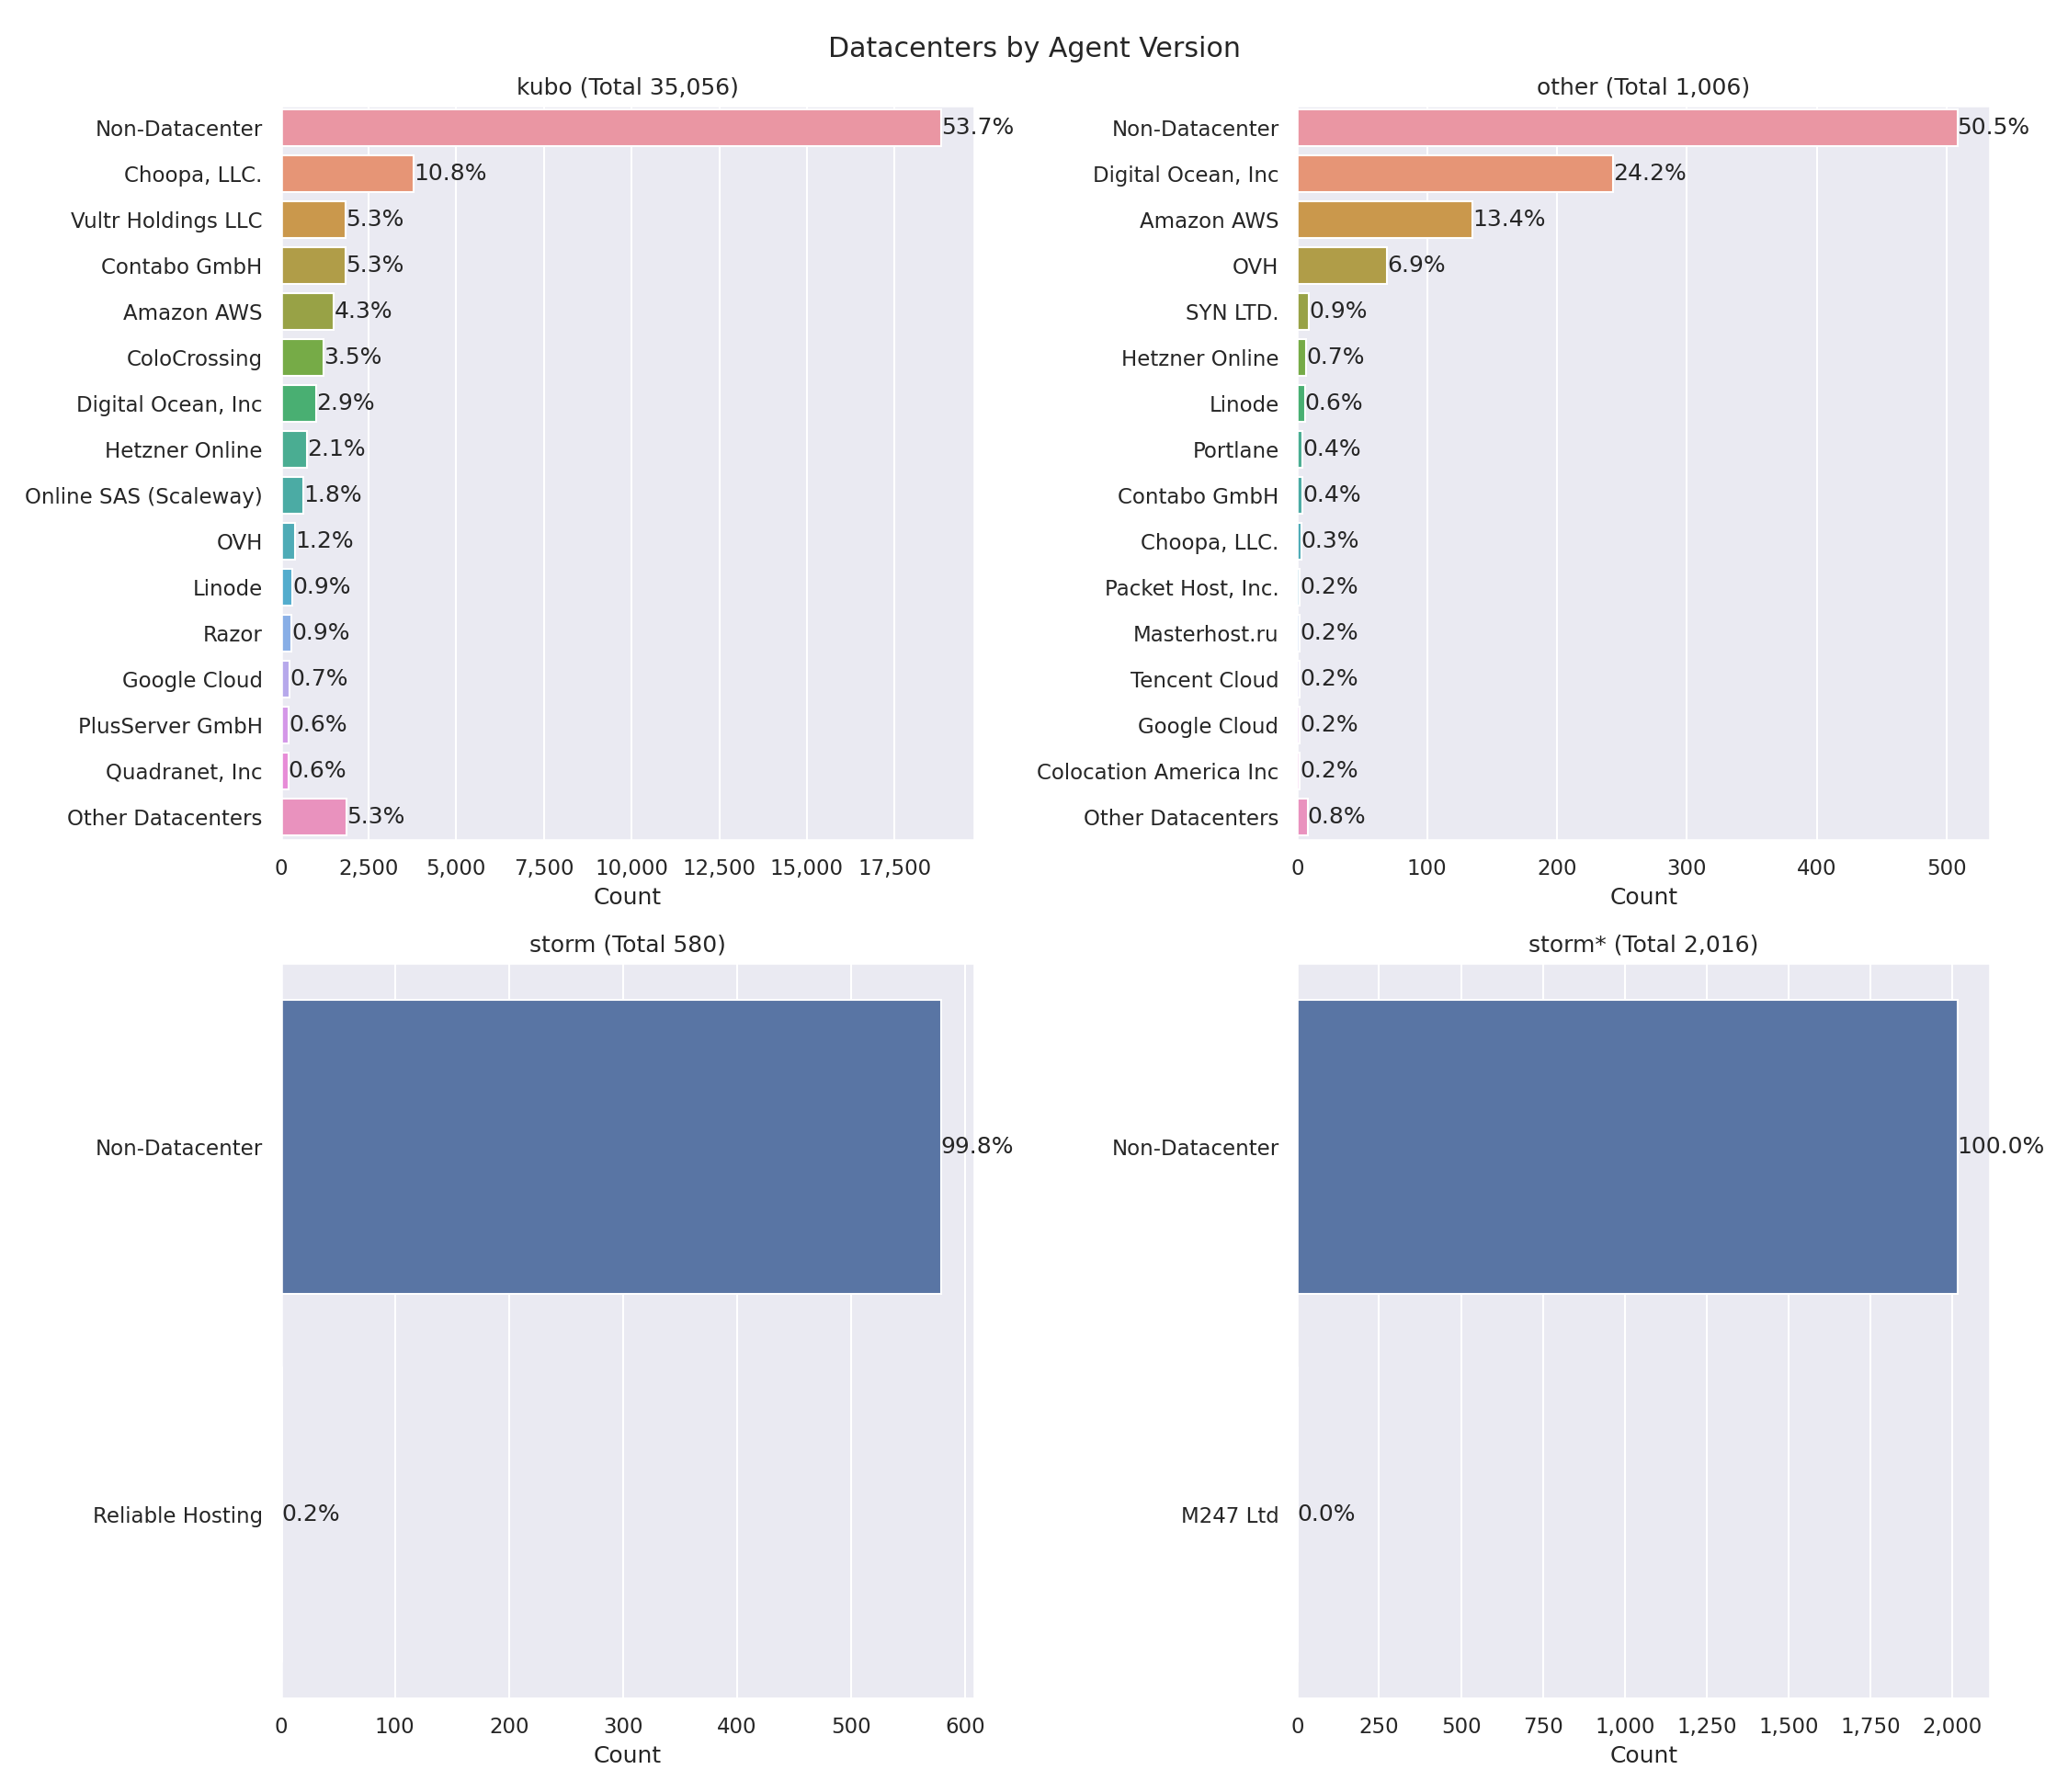 Datacenters by Agent Version
kubo (Total 35,056)
Non-Datacenter 53.7%
Choopa, LLC. 10.8%
Vultr Holdings LLC 5.3%
Contabo GmbH 5.3%
Amazon AWS 4.3%
ColoCrossing 3.5%
Digital Ocean, Inc 2.9%
Hetzner Online 2.1%
Online SAS (Scaleway) 1.8%
OVH 1.2%
Linode 0.9%
Razor 0.9%
Google Cloud 0.7%
PlusServer GmbH 0.6%
Quadranet, Inc 0.6%
Other Datacenters 5.3%
0 2,500 5,000 7,500 10,000 12,500 15,000 17,500
Count
other (Total 1,006)
Non-Datacenter 50.5%
Digital Ocean, Inc 24.2%
Amazon AWS 13.4%
OVH 6.9%
SYN LTD. 0.9%
Hetzner Online 0.7%
Linode 0.6%
Portlane 0.4%
Contabo GmbH 0.4%
Choopa, LLC. 0.3%
Packet Host, Inc. 0.2%
Masterhost.ru 0.2%
Tencent Cloud 0.2%
Google Cloud 0.2%
Colocation America Inc 0.2%
Other Datacenters 0.8%
0 100 200 300 400 500
Count
storm (Total 580)
Non-Datacenter 99.8%
Reliable Hosting 0.2%
0 100 200 300 400 500 600
Count
storm* (Total 2,016)
Non-Datacenter 100.0%
M247 Ltd 0.0%
0 250 500 750 1,000 1,250 1,500 1,750 2,000
Count